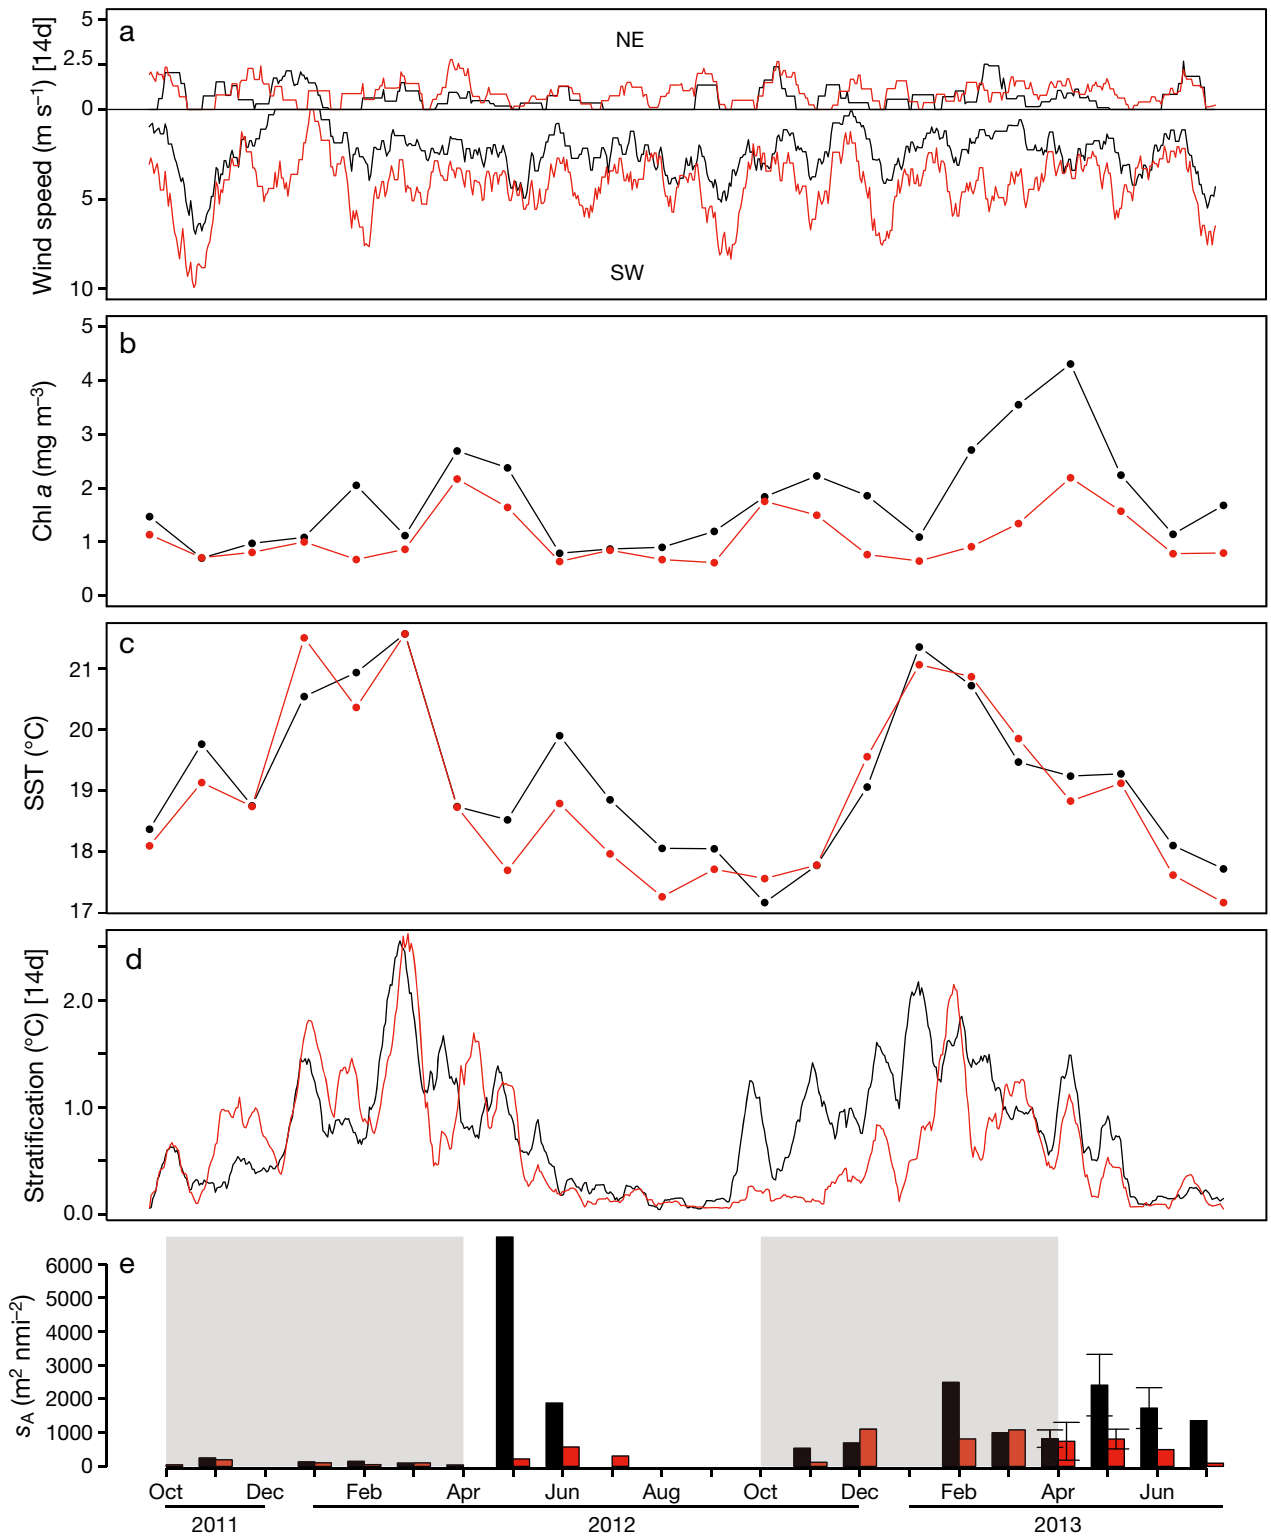 a
NE
SW
Wind speed (m s⁻¹) [14d]
5
2.5
0
5
10
b
Chl a (mg m⁻³)
5
4
3
2
1
0
c
SST (°C)
21
20
19
18
17
d
Stratification (°C) [14d]
2.0
1.0
0.0
e
sA (m² nmi⁻²)
6000
5000
4000
3000
2000
1000
0
Oct Dec Feb Apr Jun Aug Oct Dec Feb Apr Jun
2011 2012 2013